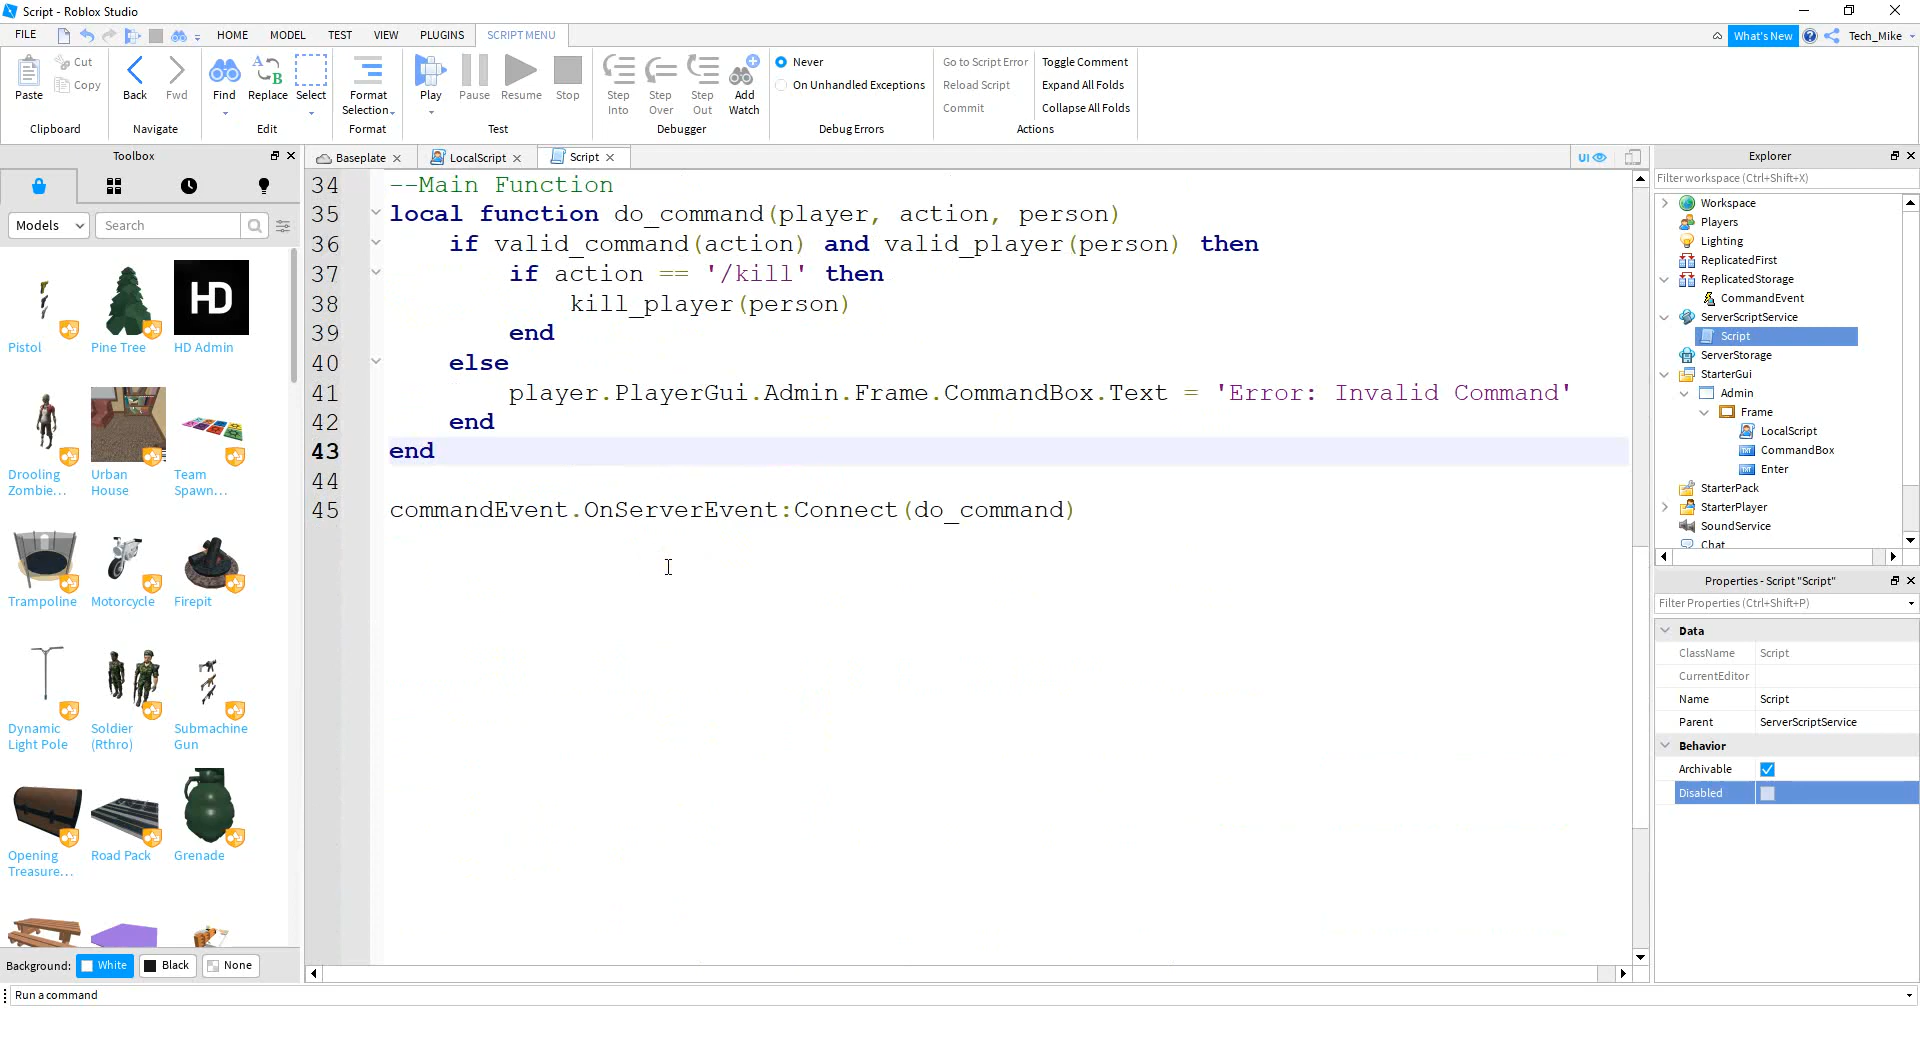 Script - Roblox Studio
FILE
HOME
MODEL
TEST
VIEW
PLUGINS
SCRIPT MENU
What's New
Tech_Mike
Paste
Cut
Copy
Clipboard
Back
Fwd
Navigate
Find
Replace
Select
Edit
Format
Selection
Format
Play
Pause
Resume
Stop
Test
Step
Into
Step
Over
Step
Out
Add
Watch
Debugger
Never
On Unhandled Exceptions
Debug Errors
Go to Script Error
Reload Script
Commit
Toggle Comment
Expand All Folds
Collapse All Folds
Actions
Toolbox
Models
Search
HD
Pistol
Pine Tree
HD Admin
Drooling
Zombie...
Urban
House
Team
Spawn...
Trampoline
Motorcycle
Firepit
Dynamic
Light Pole
Soldier
(Rthro)
Submachine
Gun
Opening
Treasure...
Road Pack
Grenade
Background:
White
Black
None
Run a command
Baseplate
LocalScript
Script
UI
34 --Main Function
35 local function do_command(player, action, person)
36 if valid_command(action) and valid_player(person) then
37 if action == '/kill' then
38 kill_player(person)
39 end
40 else
41 player.PlayerGui.Admin.Frame.CommandBox.Text = 'Error: Invalid Command'
42 end
43 end
44
45 commandEvent.OnServerEvent:Connect(do_command)
Explorer
Filter workspace (Ctrl+Shift+X)
Workspace
Players
Lighting
ReplicatedFirst
ReplicatedStorage
CommandEvent
ServerScriptService
Script
ServerStorage
StarterGui
Admin
Frame
LocalScript
CommandBox
Enter
StarterPack
StarterPlayer
SoundService
Chat
Properties - Script "Script"
Filter Properties (Ctrl+Shift+P)
Data
ClassName Script
CurrentEditor
Name Script
Parent ServerScriptService
Behavior
Archivable
Disabled